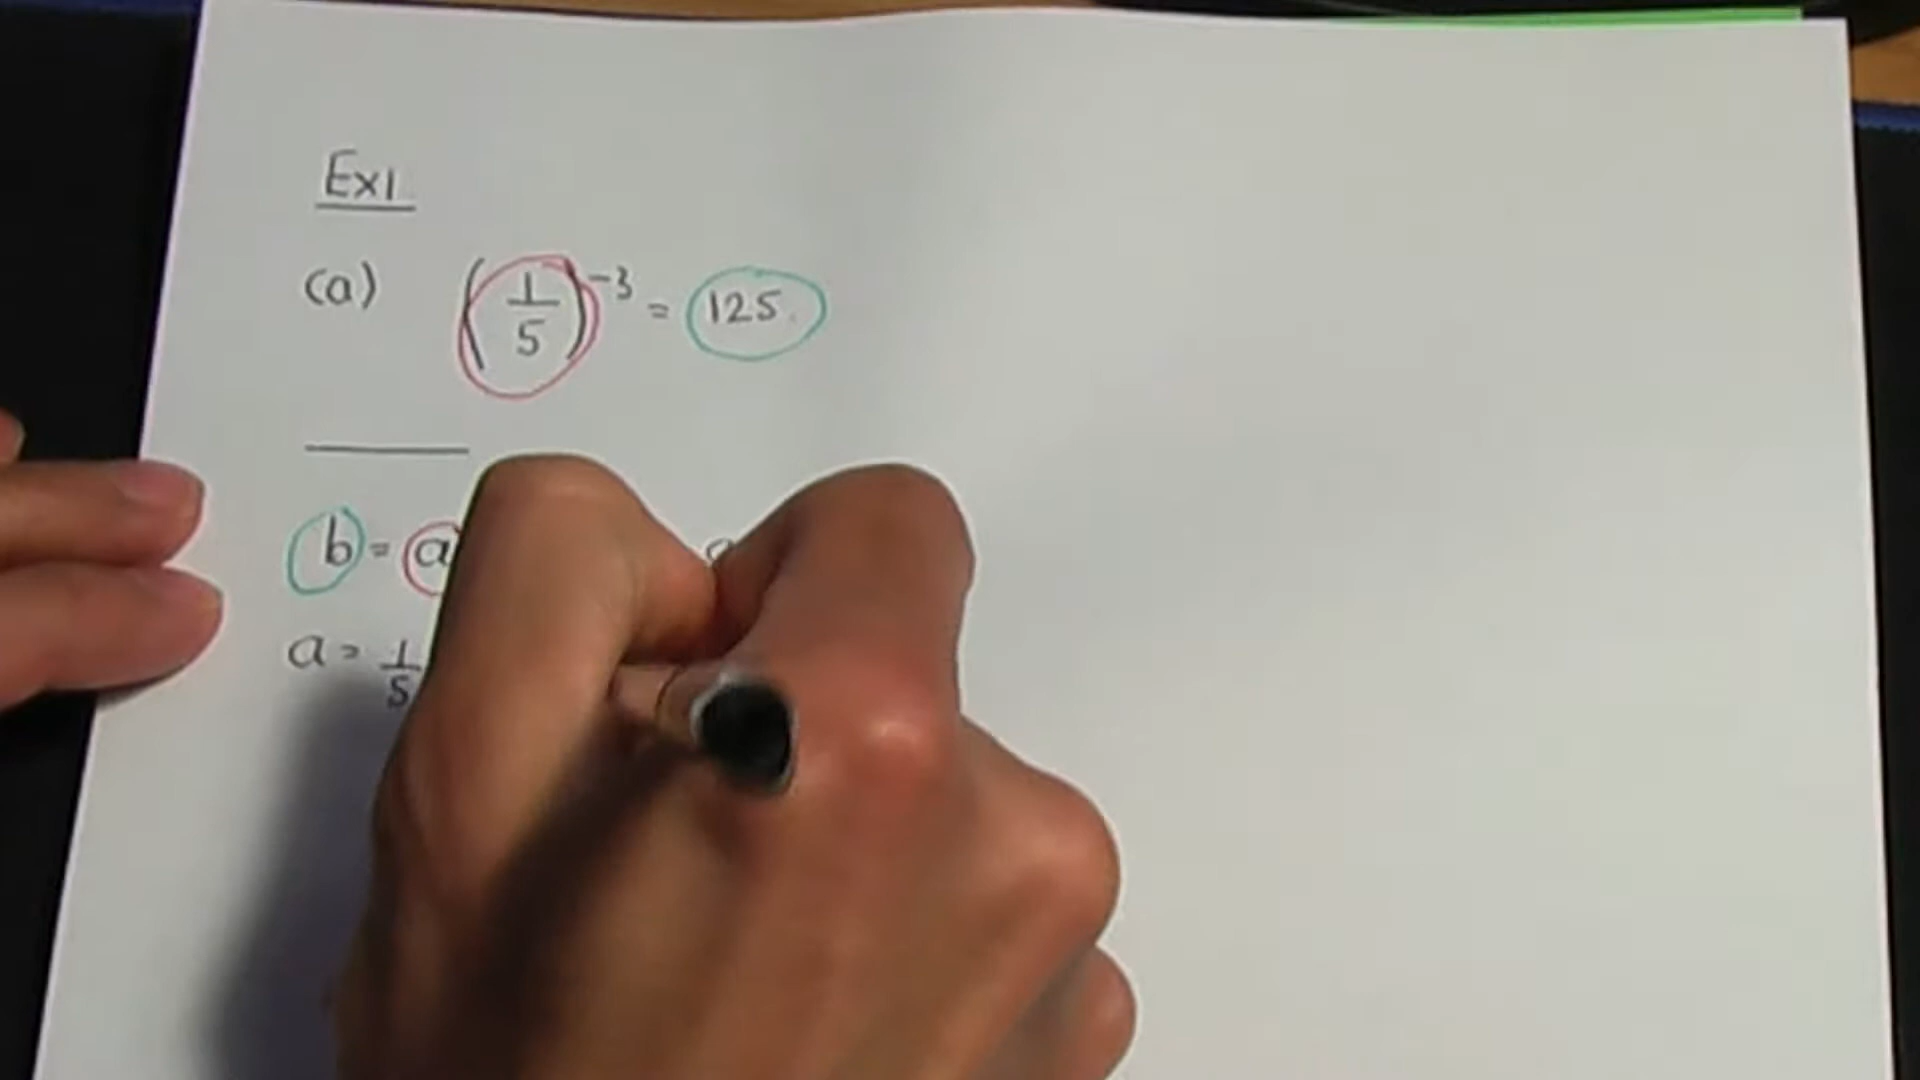 Ex1
(a) (1/5)^-3 = 125.
b = a
a = 1/5